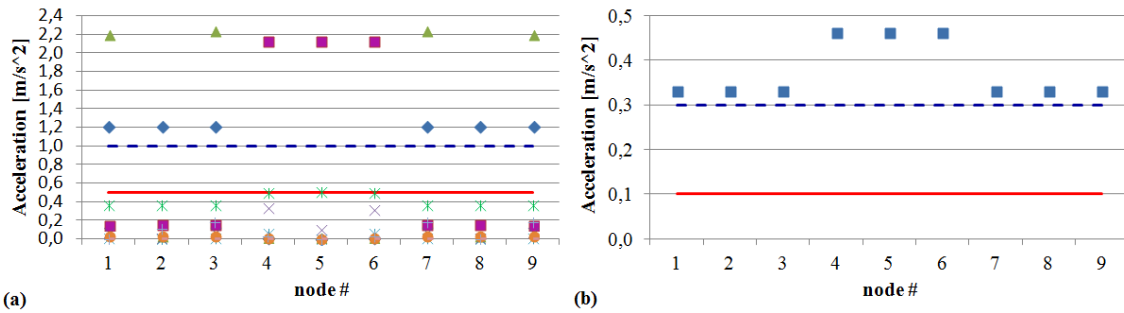 2,4
2,2
2,0
1,8
1,6
1,4
1,2
1,0
0,8
0,6
0,4
0,2
0,0
Acceleration [m/s^2]
1 2 3 4 5 6 7 8 9
node #
(a)
0,5
0,4
0,3
0,2
0,1
0,0
Acceleration [m/s^2]
1 2 3 4 5 6 7 8 9
node #
(b)